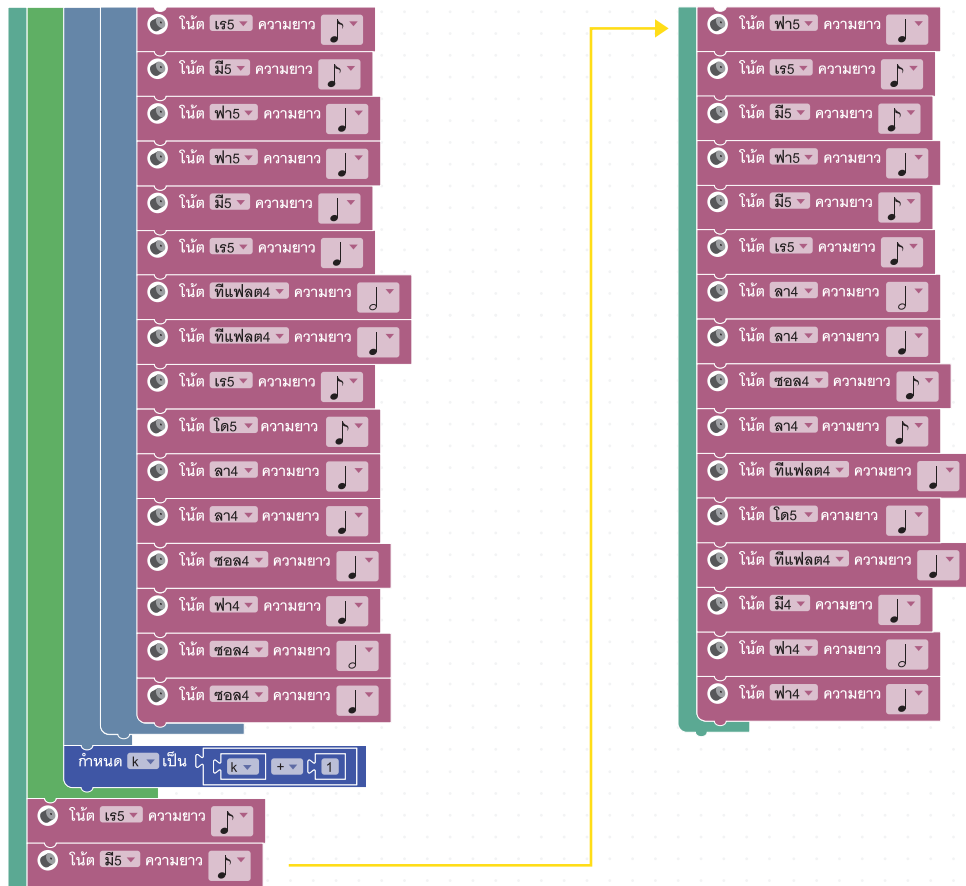 โน้ต เร5 ความยาว
โน้ต มี5 ความยาว
โน้ต ฟา5 ความยาว
โน้ต ฟา5 ความยาว
โน้ต มี5 ความยาว
โน้ต เร5 ความยาว
โน้ต ทีแฟลต4 ความยาว
โน้ต ทีแฟลต4 ความยาว
โน้ต เร5 ความยาว
โน้ต โด5 ความยาว
โน้ต ลา4 ความยาว
โน้ต ลา4 ความยาว
โน้ต ซอล4 ความยาว
โน้ต ฟา4 ความยาว
โน้ต ซอล4 ความยาว
โน้ต ซอล4 ความยาว
กำหนด k เป็น k + 1
โน้ต เร5 ความยาว
โน้ต มี5 ความยาว
โน้ต ฟา5 ความยาว
โน้ต เร5 ความยาว
โน้ต มี5 ความยาว
โน้ต ฟา5 ความยาว
โน้ต มี5 ความยาว
โน้ต เร5 ความยาว
โน้ต ลา4 ความยาว
โน้ต ลา4 ความยาว
โน้ต ซอล4 ความยาว
โน้ต ลา4 ความยาว
โน้ต ทีแฟลต4 ความยาว
โน้ต โด5 ความยาว
โน้ต ทีแฟลต4 ความยาว
โน้ต มี4 ความยาว
โน้ต ฟา4 ความยาว
โน้ต ฟา4 ความยาว